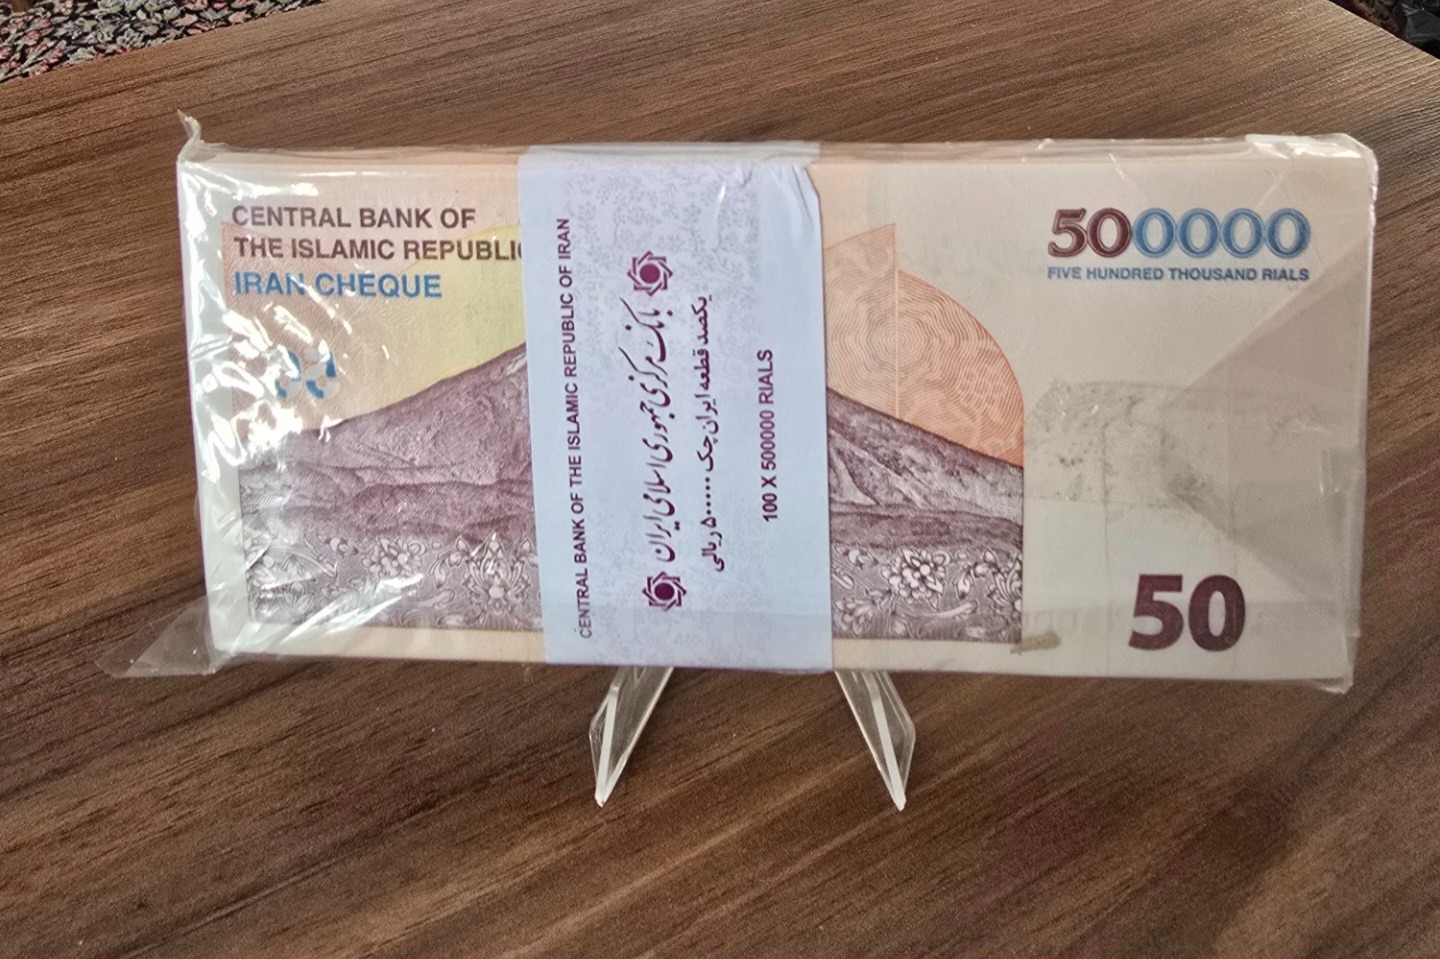 CENTRAL BANK OF
THE ISLAMIC REPUBLIC
IRAN CHEQUE
CENTRAL BANK OF THE ISLAMIC REPUBLIC OF IRAN
بانک مرکزی جمهوری اسلامی ایران
یکصد قطعه ایران چک ۵۰۰۰۰۰ ریالی
100 X 500000 RIALS
500000
FIVE HUNDRED THOUSAND RIALS
50